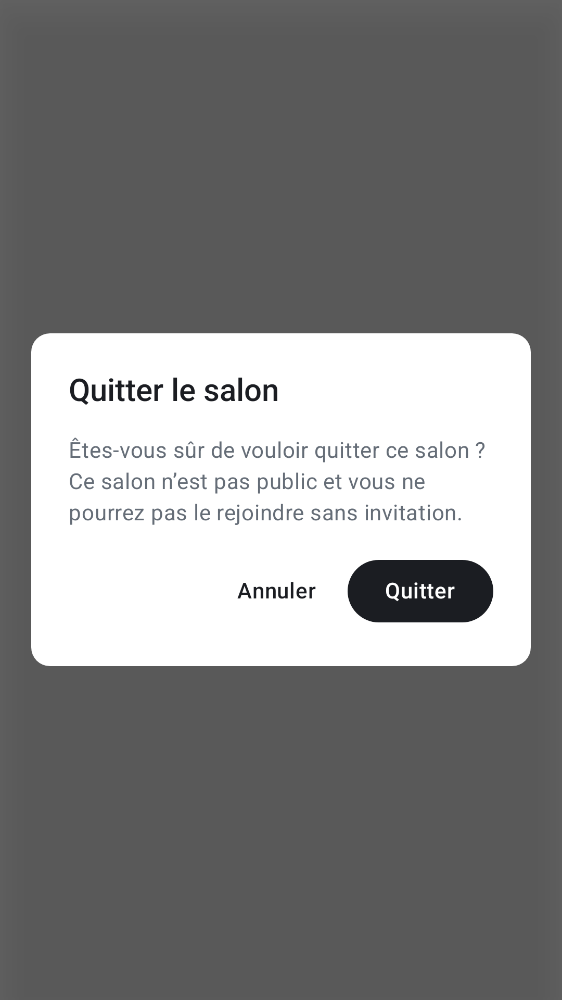 Quitter le salon
Êtes-vous sûr de vouloir quitter ce salon ?
Ce salon n’est pas public et vous ne
pourrez pas le rejoindre sans invitation.
Annuler
Quitter